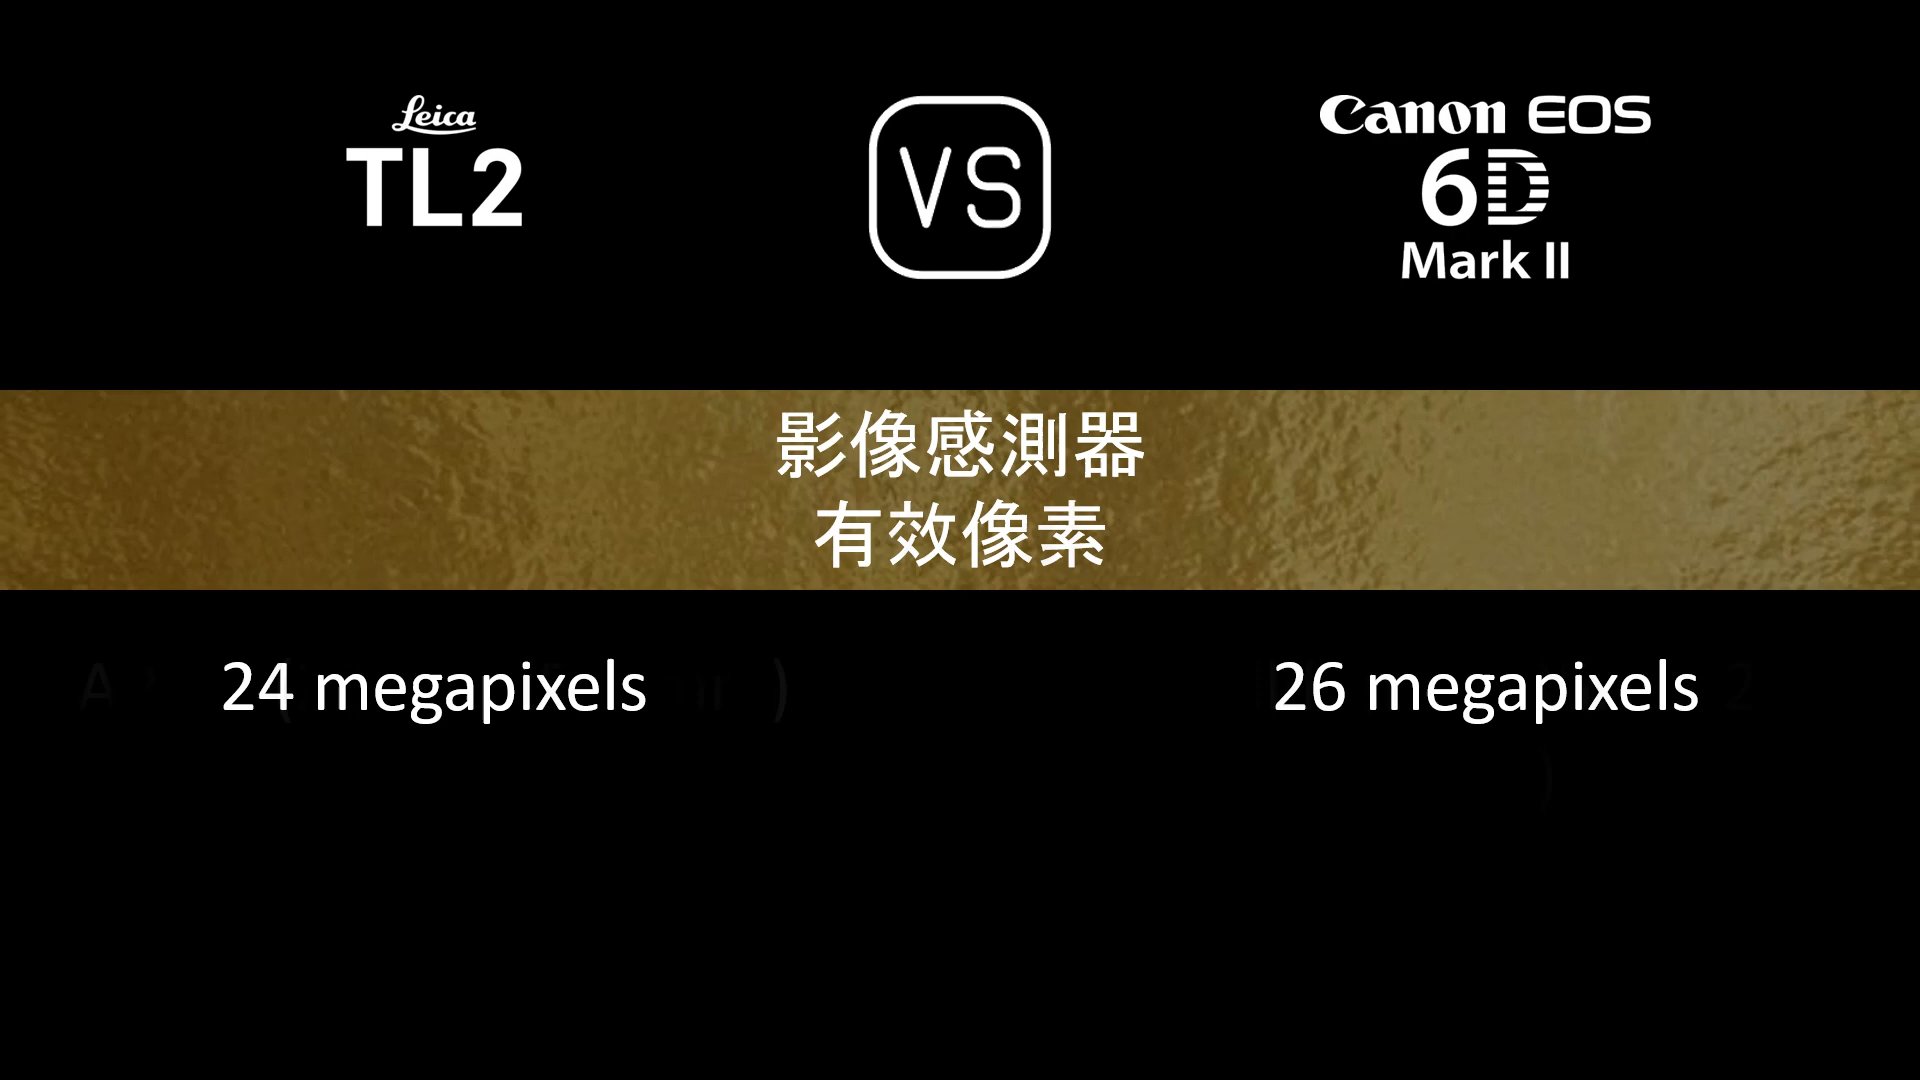 Leica
TL2
VS
Canon EOS
6D
Mark II
影像感測器
有效像素
24 megapixels
26 megapixels